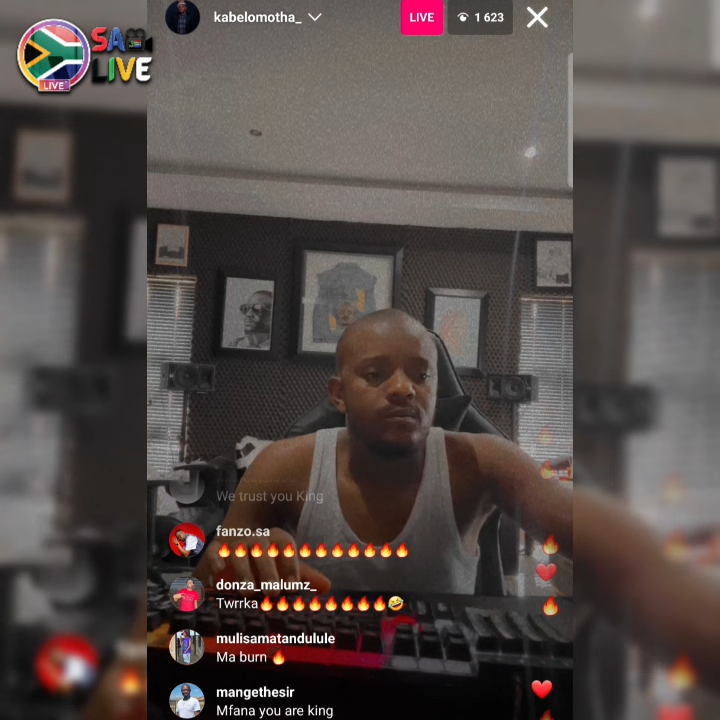 kabelomotha_
LIVE
1 623
SA
LIVE
LIVE
We trust you King
fanzo.sa
🔥🔥🔥🔥🔥🔥🔥🔥🔥🔥🔥🔥
donza_malumz_
Twrrka🔥🔥🔥🔥🔥🔥🔥🔥🤣
mulisamatandulule
Ma burn 🔥
mangethesir
Mfana you are king